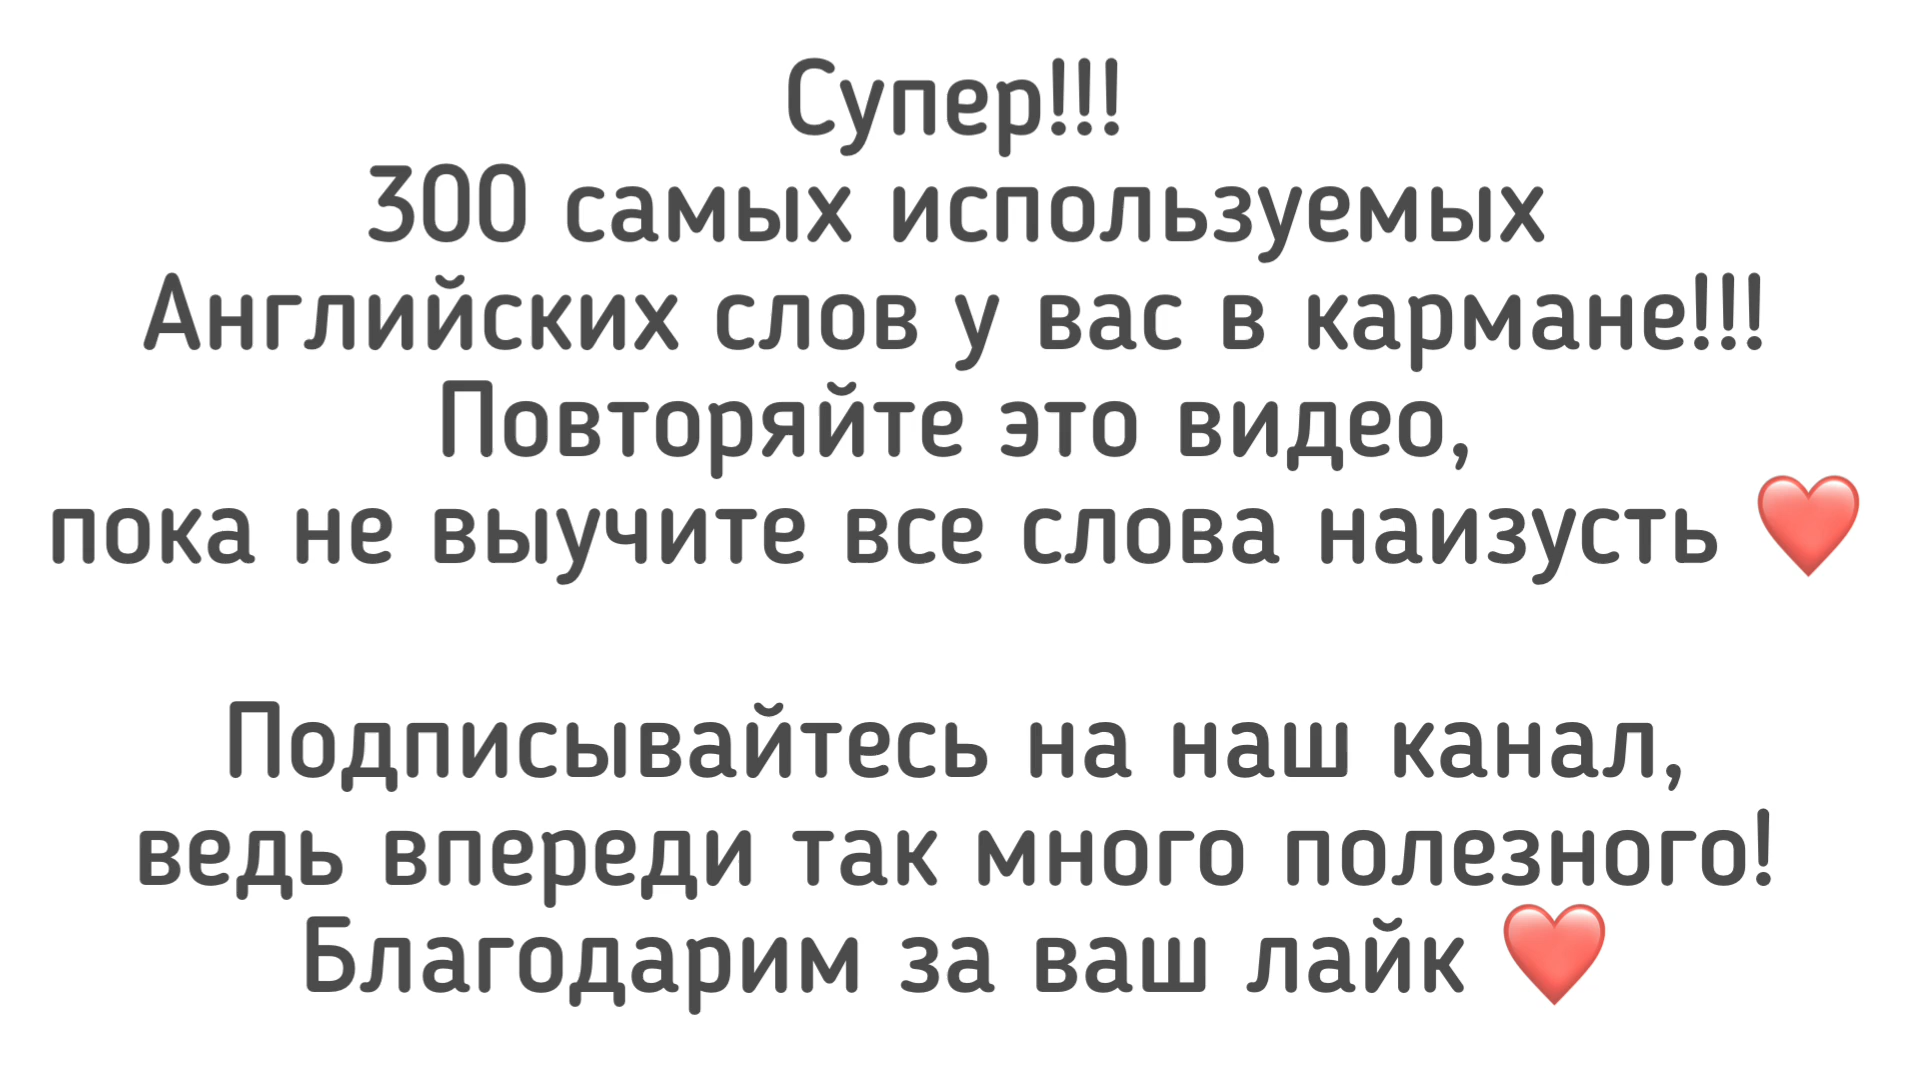 Супер!!!
300 самых используемых
Английских слов у вас в кармане!!!
Повторяйте это видео,
пока не выучите все слова наизусть ❤️
Подписывайтесь на наш канал,
ведь впереди так много полезного!
Благодарим за ваш лайк ❤️